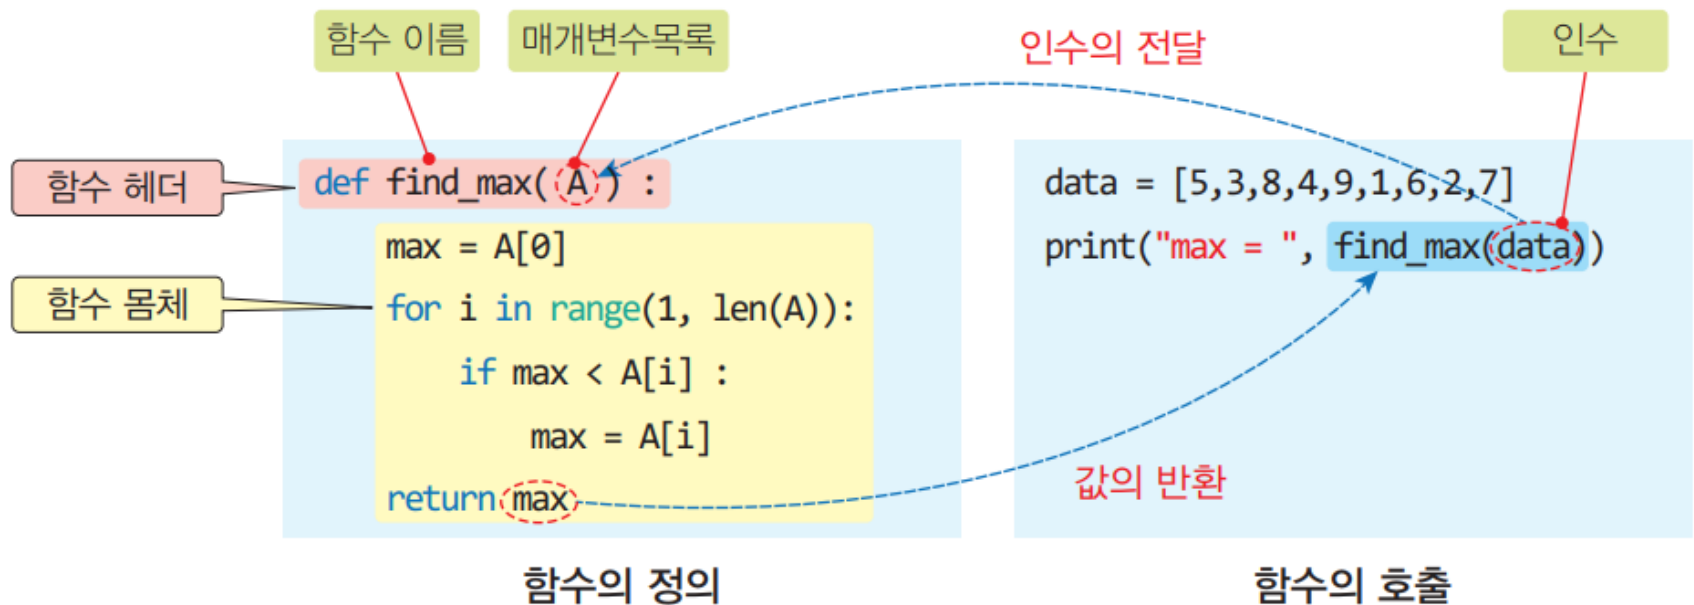 함수 이름
매개변수목록
인수의 전달
인수
함수 헤더
def find_max( A ) :
함수 몸체
max = A[0]
for i in range(1, len(A)):
if max < A[i] :
max = A[i]
return max
함수의 정의
data = [5,3,8,4,9,1,6,2,7]
print("max = ", find_max(data))
값의 반환
함수의 호출